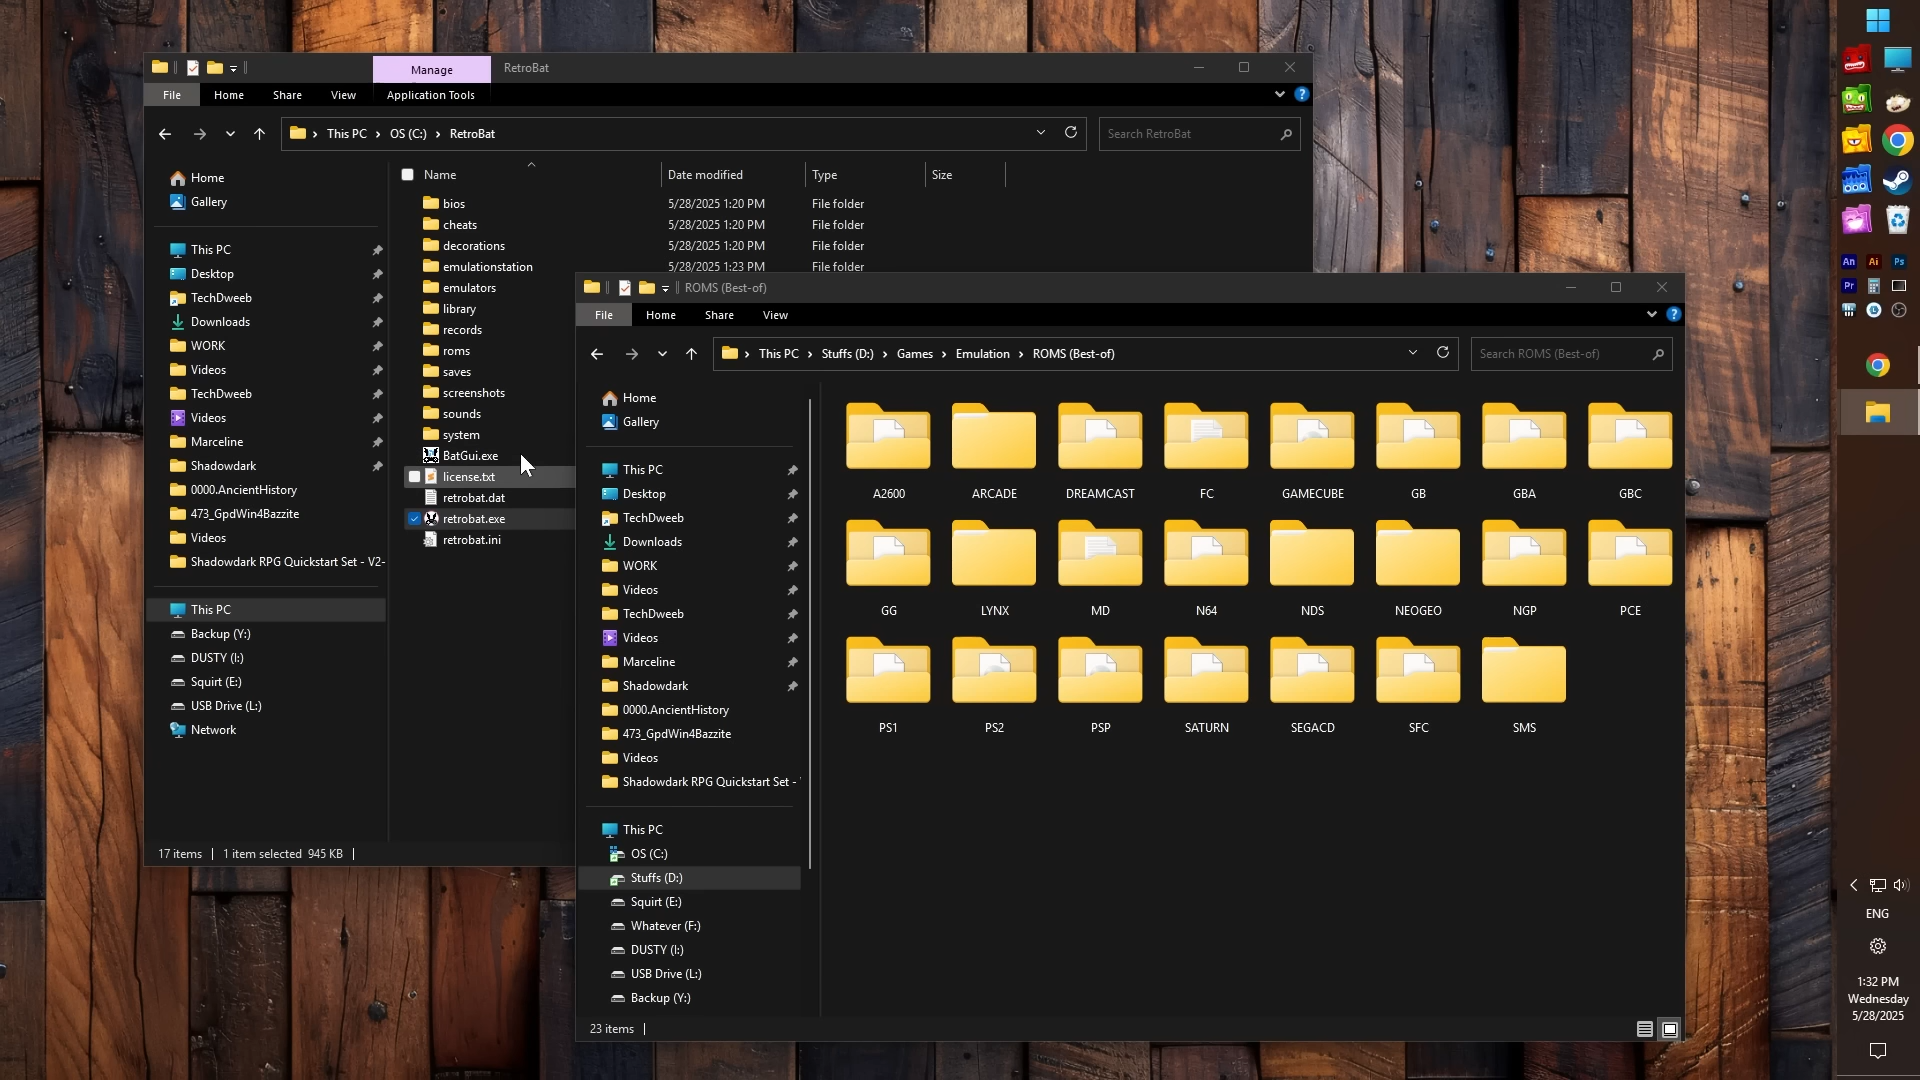 Manage
RetroBat
File
Home
Share
View
Application Tools
This PC
OS (C:)
RetroBat
Search RetroBat
Home
Gallery
This PC
Desktop
TechDweeb
Downloads
WORK
Videos
TechDweeb
Videos
Marceline
Shadowdark
0000.AncientHistory
473_GpdWin4Bazzite
Videos
Shadowdark RPG Quickstart Set - V2-
This PC
Backup (Y:)
DUSTY (I:)
Squirt (E:)
USB Drive (L:)
Network
Name
Date modified
Type
Size
bios 5/28/2025 1:20 PM File folder
cheats 5/28/2025 1:20 PM File folder
decorations 5/28/2025 1:20 PM File folder
emulationstation 5/28/2025 1:23 PM File folder
emulators
library
records
roms
saves
screenshots
sounds
system
BatGui.exe
license.txt
retrobat.dat
retrobat.exe
retrobat.ini
17 items
1 item selected 945 KB
ROMS (Best-of)
File
Home
Share
View
This PC
Stuffs (D:)
Games
Emulation
ROMS (Best-of)
Search ROMS (Best-of)
Home
Gallery
This PC
Desktop
TechDweeb
Downloads
WORK
Videos
TechDweeb
Videos
Marceline
Shadowdark
0000.AncientHistory
473_GpdWin4Bazzite
Videos
Shadowdark RPG Quickstart Set -
This PC
OS (C:)
Stuffs (D:)
Squirt (E:)
Whatever (F:)
DUSTY (I:)
USB Drive (L:)
Backup (Y:)
A2600
ARCADE
DREAMCAST
FC
GAMECUBE
GB
GBA
GBC
GG
LYNX
MD
N64
NDS
NEOGEO
NGP
PCE
PS1
PS2
PSP
SATURN
SEGACD
SFC
SMS
23 items
An
Ai
Ps
Pr
ENG
1:32 PM
Wednesday
5/28/2025